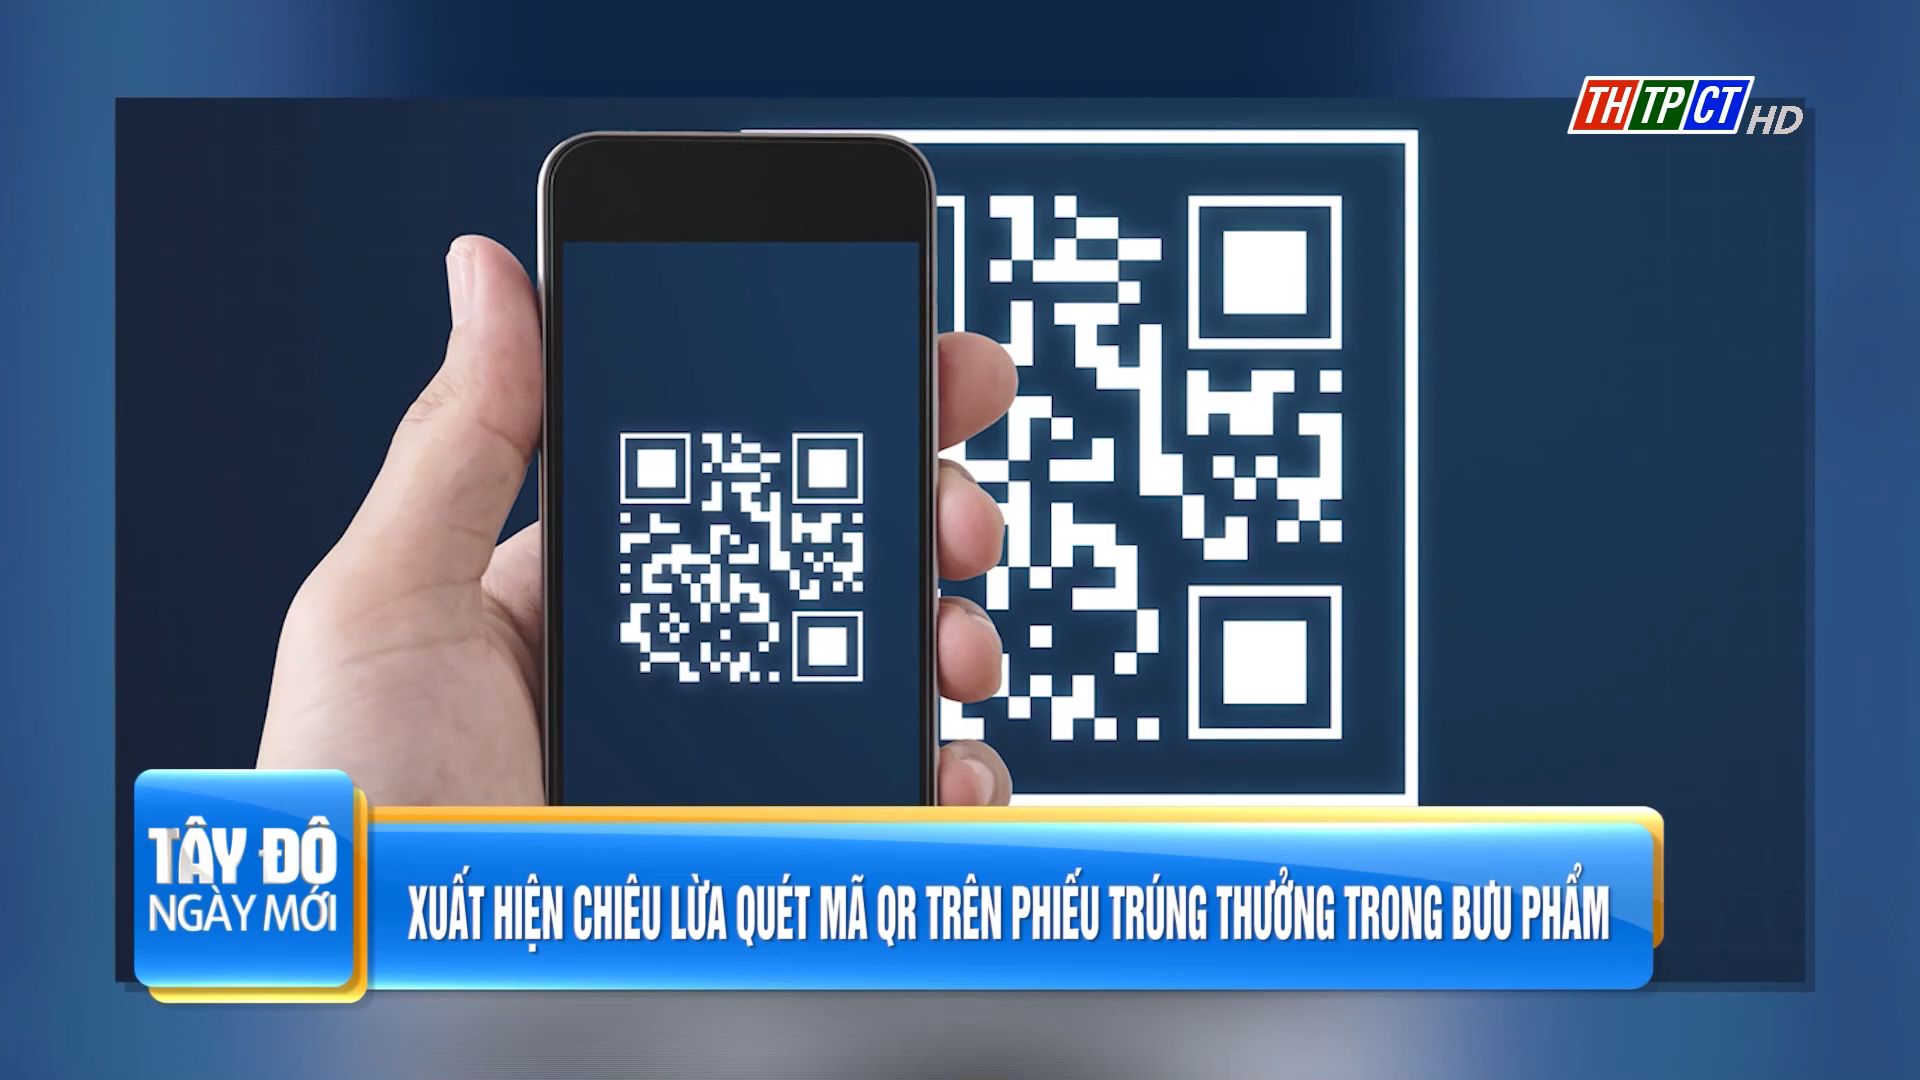 THTPCT HD
TÂY ĐÔ
NGÀY MỚI
XUẤT HIỆN CHIÊU LỪA QUÉT MÃ QR TRÊN PHIẾU TRÚNG THƯỞNG TRONG BƯU PHẨM